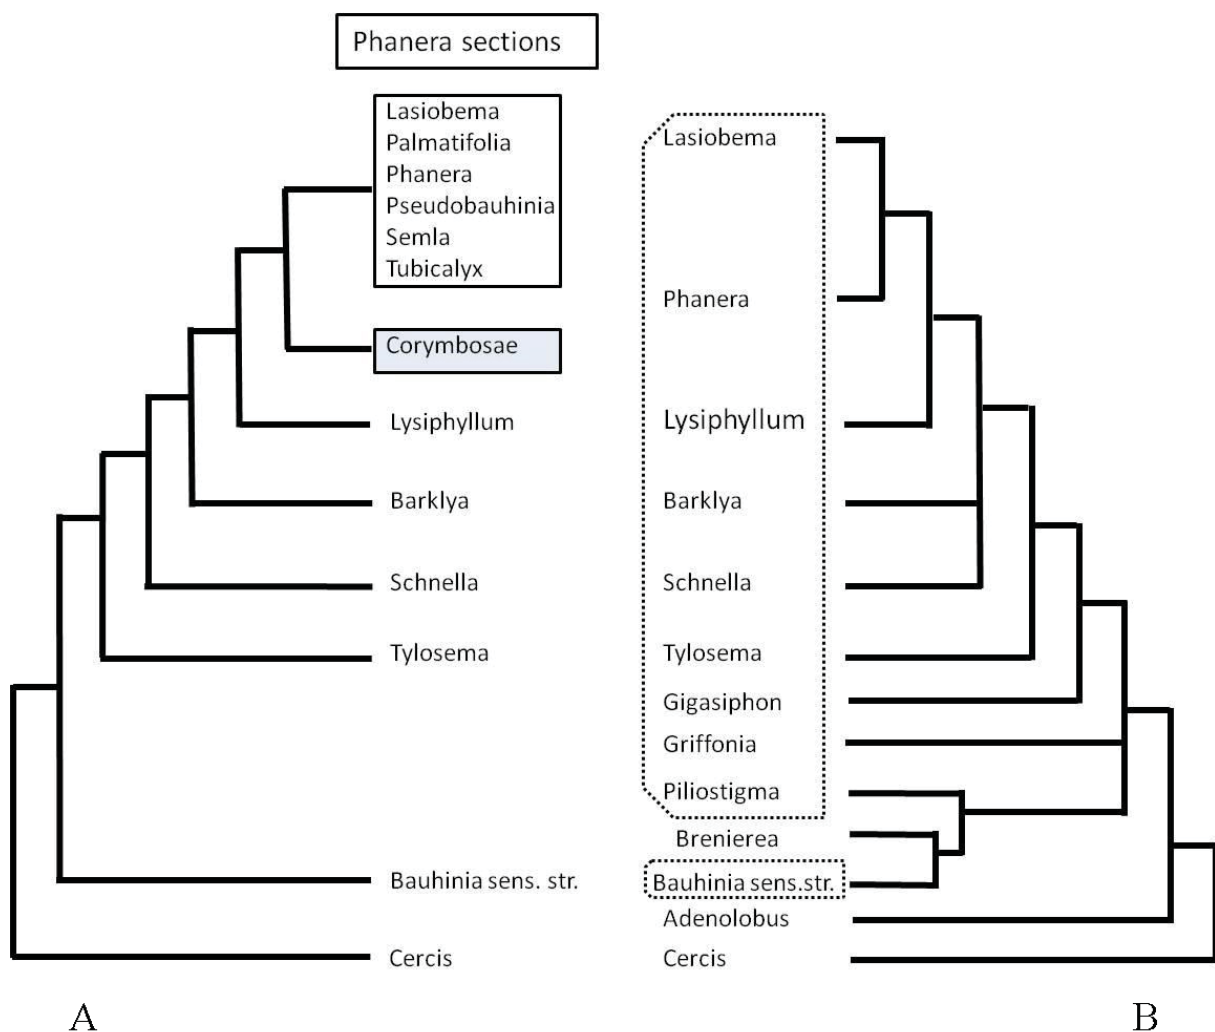 Phanera sections
Lasiobema
Palmatifolia
Phanera
Pseudobauhinia
Semla
Tubicalyx
Corymbosae
Lysiphyllum
Barklya
Schnella
Tylosema
Bauhinia sens. str.
Cercis
A
Lasiobema
Phanera
Lysiphyllum
Barklya
Schnella
Tylosema
Gigasiphon
Griffonia
Piliostigma
Brenierea
Bauhinia sens.str.
Adenolobus
Cercis
B